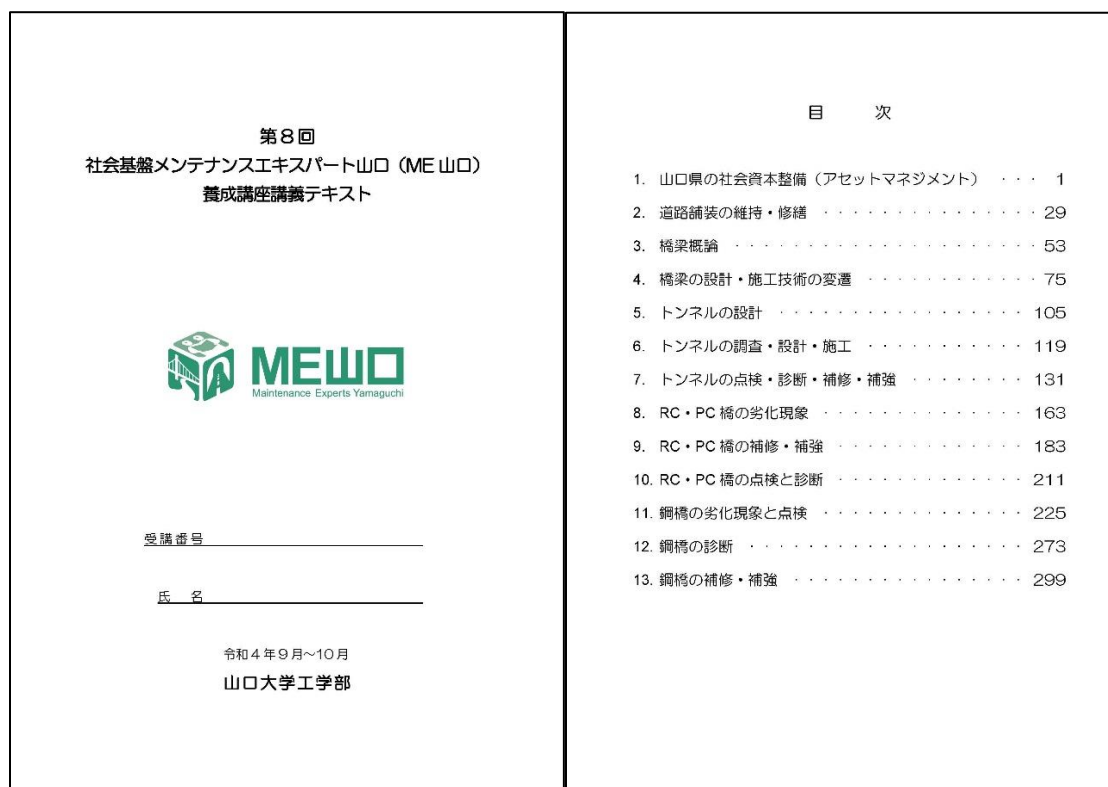 第8回
社会基盤メンテナンスエキスパート山口（ME山口）
養成講座講義テキスト
ME山口
Maintenance Experts Yamaguchi
受講番号
氏　名
令和4年9月～10月
山口大学工学部
目　　次
1. 山口県の社会資本整備（アセットマネジメント） ・・・ 1
2. 道路舗装の維持・修繕 ・・・・・・・・・・・・・・・ 29
3. 橋梁概論 ・・・・・・・・・・・・・・・・・・・・・ 53
4. 橋梁の設計・施工技術の変遷 ・・・・・・・・・・・・ 75
5. トンネルの設計 ・・・・・・・・・・・・・・・・・ 105
6. トンネルの調査・設計・施工 ・・・・・・・・・・・ 119
7. トンネルの点検・診断・補修・補強 ・・・・・・・・ 131
8. RC・PC 橋の劣化現象 ・・・・・・・・・・・・・・ 163
9. RC・PC 橋の補修・補強 ・・・・・・・・・・・・・ 183
10. RC・PC 橋の点検と診断 ・・・・・・・・・・・・・ 211
11. 鋼橋の劣化現象と点検 ・・・・・・・・・・・・・・ 225
12. 鋼橋の診断 ・・・・・・・・・・・・・・・・・・・ 273
13. 鋼橋の補修・補強 ・・・・・・・・・・・・・・・・ 299